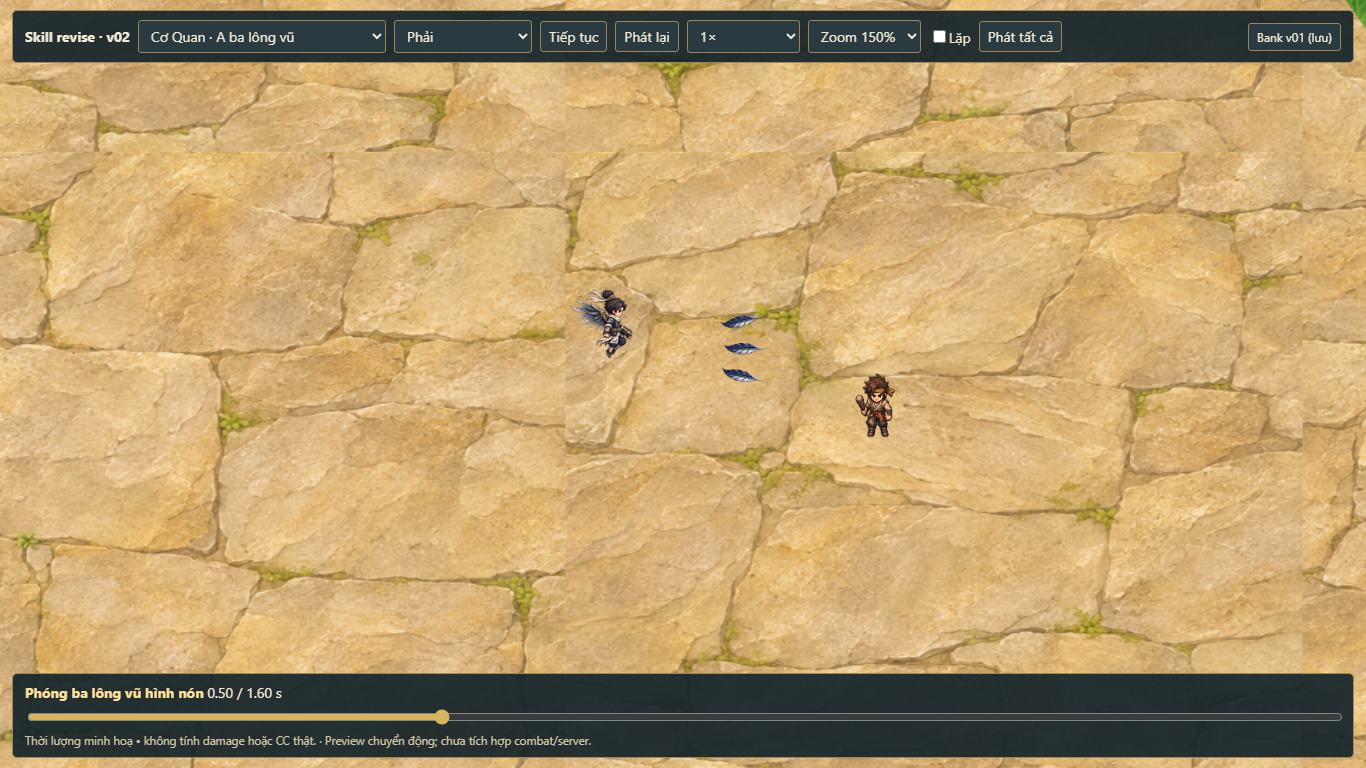 Skill revise · v02
Cơ Quan · A ba lông vũ
Phải
Tiếp tục
Phát lại
1×
Zoom 150%
Lặp
Phát tất cả
Bank v01 (lưu)
Phóng ba lông vũ hình nón 0.50 / 1.60 s
Thời lượng minh hoạ • không tính damage hoặc CC thật. · Preview chuyển động; chưa tích hợp combat/server.